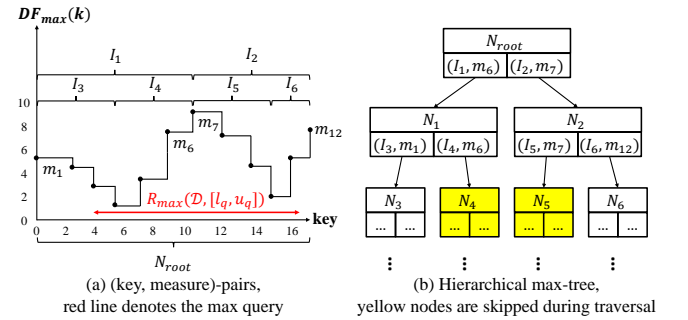 DF_max(k)
I_1 I_2
I_3 I_4 I_5 I_6
10
8
6
4
2
0
m_1 m_6 m_7 m_12
R_max(𝒟, [l_q, u_q])
0 2 4 6 8 10 12 14 16 key
N_root
(a) (key, measure)-pairs,
red line denotes the max query
N_root
(I_1, m_6) (I_2, m_7)
N_1 N_2
(I_3, m_1) (I_4, m_6) (I_5, m_7) (I_6, m_12)
N_3 N_4 N_5 N_6
... ... ... ... ... ... ... ...
(b) Hierarchical max-tree,
yellow nodes are skipped during traversal